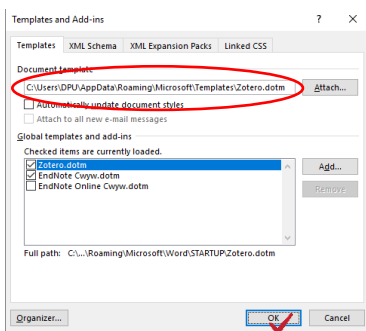 Templates and Add-ins ? ×
Templates XML Schema XML Expansion Packs Linked CSS
Document template
C:\Users\DPU\AppData\Roaming\Microsoft\Templates\Zotero.dotm Attach...
Automatically update document styles
Attach to all new e-mail messages
Global templates and add-ins
Checked items are currently loaded.
Zotero.dotm Add...
EndNote Cwyw.dotm Remove
EndNote Online Cwyw.dotm
Full path: C:\...\Roaming\Microsoft\Word\STARTUP\Zotero.dotm
Organizer... OK Cancel